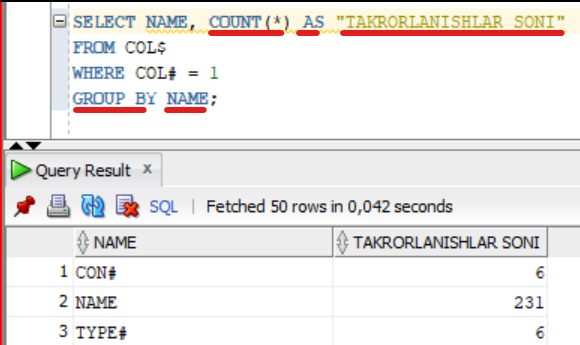 SELECT NAME, COUNT(*) AS "TAKRORLANISHLAR SONI"
FROM COL$
WHERE COL# = 1
GROUP BY NAME;
Query Result x
SQL | Fetched 50 rows in 0,042 seconds
NAME TAKRORLANISHLAR SONI
1 CON# 6
2 NAME 231
3 TYPE# 6